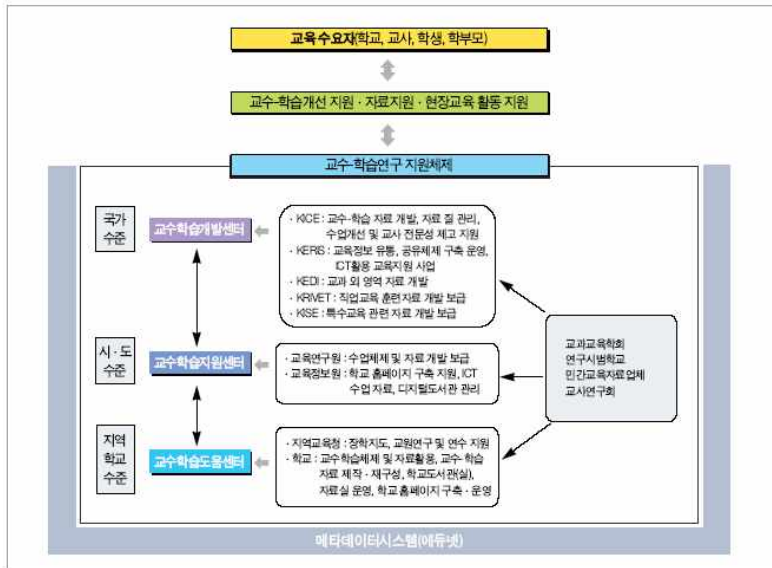 교육 수요자(학교, 교사, 학생, 학부모)
교수-학습개선 지원 · 자료지원 · 현장교육 활동 지원
교수-학습연구 지원체제
국가
수준
교수학습개발센터
· KICE : 교수-학습 자료 개발, 자료 질 관리,
수업개선 및 교사 전문성 제고 지원
· KERIS : 교육정보 유통, 공유체제 구축 운영,
ICT활용 교육지원 사업
· KEDI : 교과 외 영역 자료 개발
· KRIVET : 직업교육 훈련자료 개발 보급
· KISE : 특수교육 관련 자료 개발 보급
시 · 도
수준
교수학습지원센터
· 교육연구원 : 수업체제 및 자료 개발 보급
· 교육정보원 : 학교 홈페이지 구축 지원, ICT
수업 자료, 디지털도서관 관리
교과교육학회
연구시범학교
민간교육자료업체
교사연구회
지역
학교
수준
교수학습도움센터
· 지역교육청 : 장학지도, 교원연구 및 연수 지원
· 학교 : 교수학습체제 및 자료활용, 교수-학습
자료 제작 · 재구성, 학교도서관(실),
자료실 운영, 학교 홈페이지 구축 · 운영
메타데이터시스템(에듀넷)